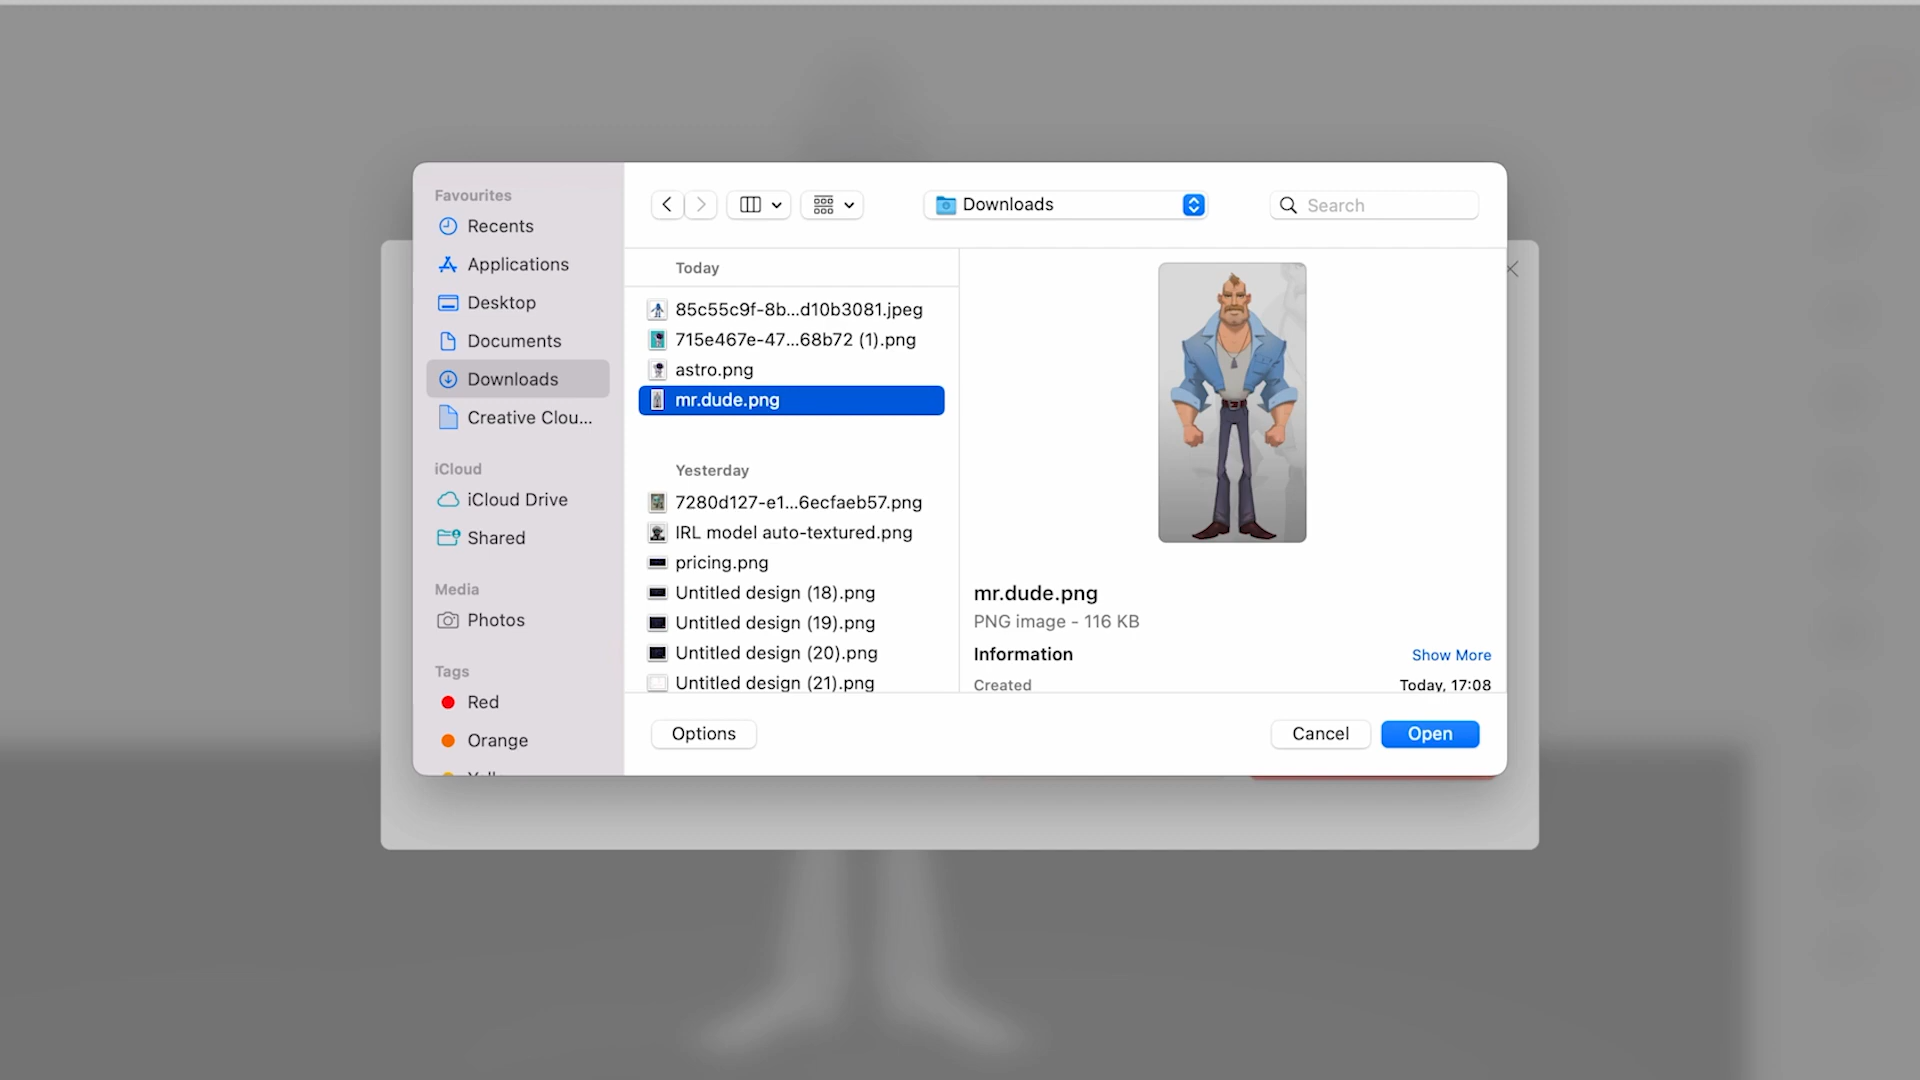 Favourites
Recents
Applications
Desktop
Documents
Downloads
Creative Clou...
iCloud
iCloud Drive
Shared
Media
Photos
Tags
Red
Orange
Downloads
Search
Today
85c55c9f-8b...d10b3081.jpeg
715e467e-47...68b72 (1).png
astro.png
mr.dude.png
Yesterday
7280d127-e1...6ecfaeb57.png
IRL model auto-textured.png
pricing.png
Untitled design (18).png
Untitled design (19).png
Untitled design (20).png
Untitled design (21).png
mr.dude.png
PNG image - 116 KB
Information
Show More
Created
Today, 17:08
Options
Cancel
Open